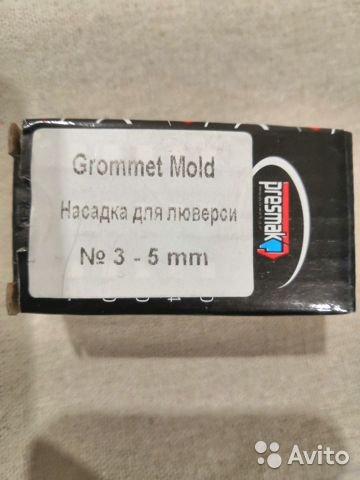 Grommet Mold
Насадка для люверси
№ 3 - 5 mm
presmak
Avito